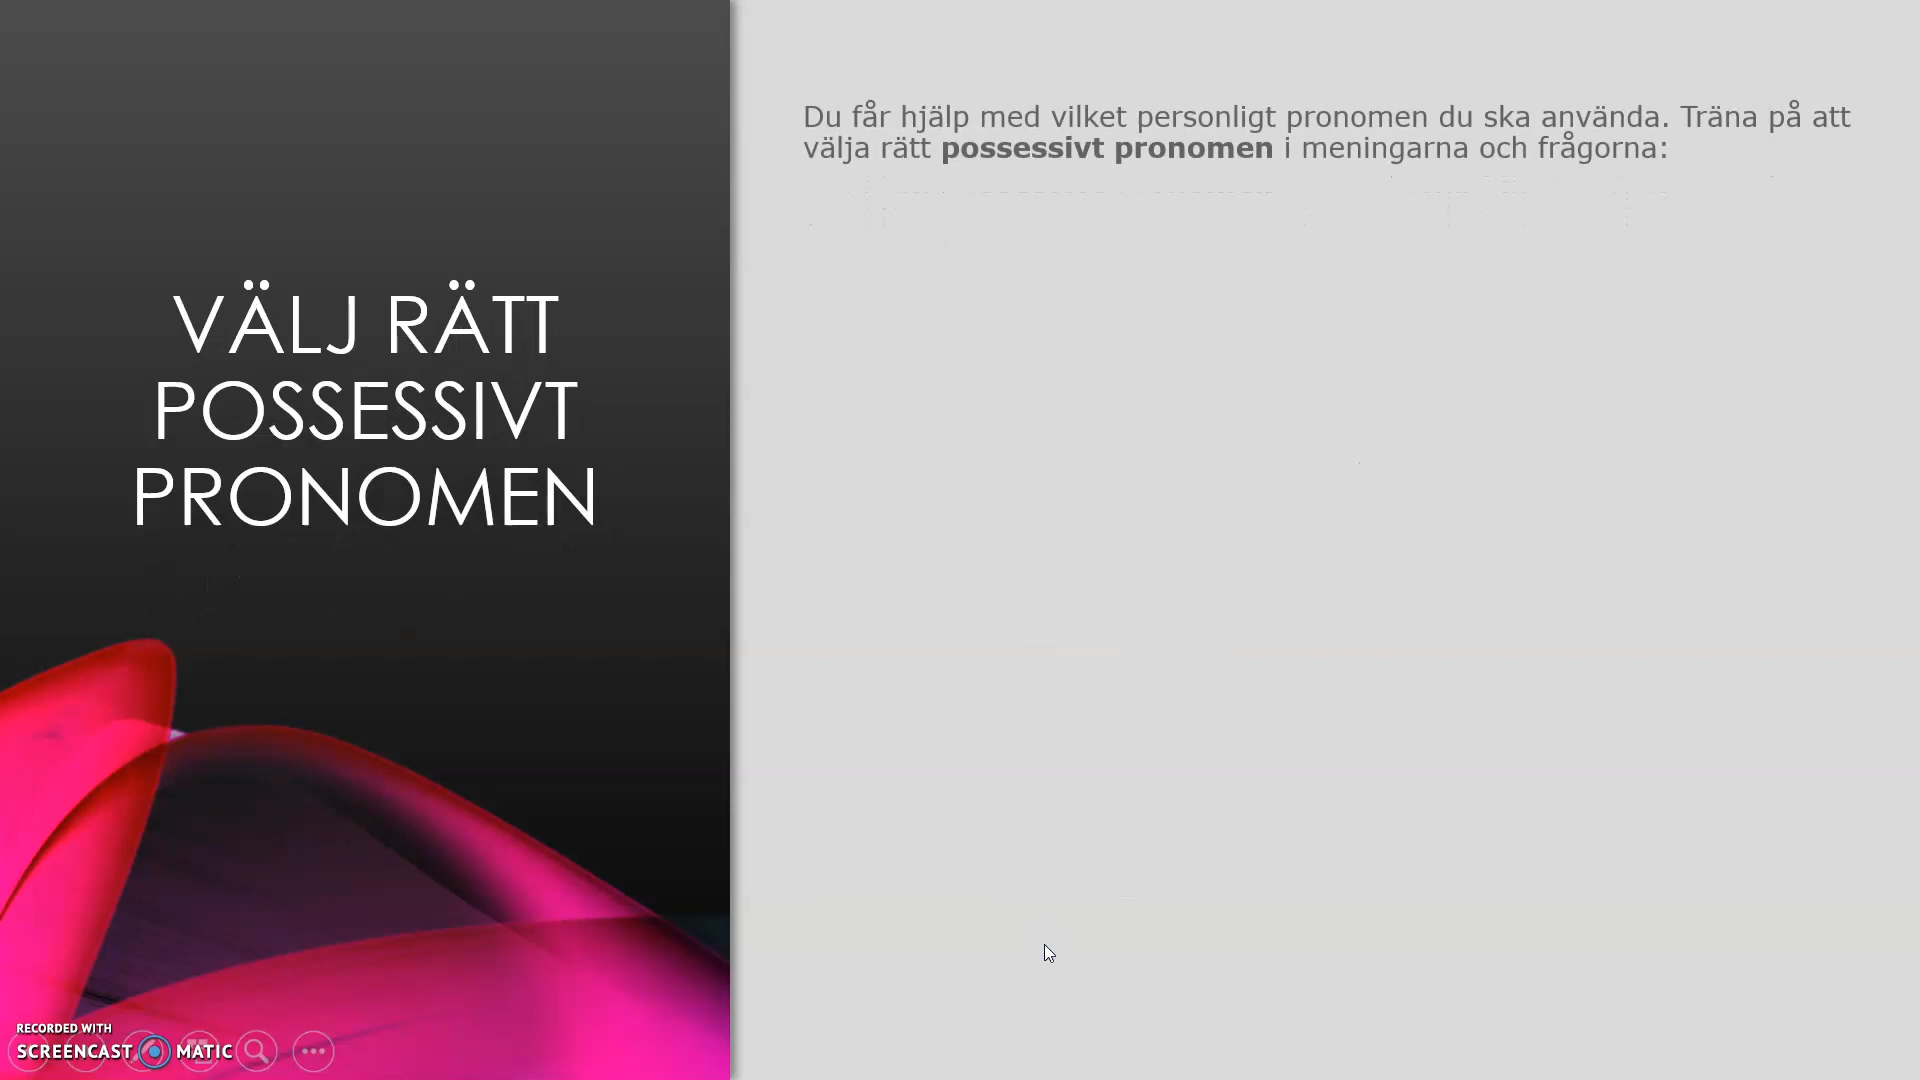 VÄLJ RÄTT
POSSESSIVT
PRONOMEN
Du får hjälp med vilket personligt pronomen du ska använda. Träna på att
välja rätt possessivt pronomen i meningarna och frågorna:
RECORDED WITH
SCREENCAST MATIC